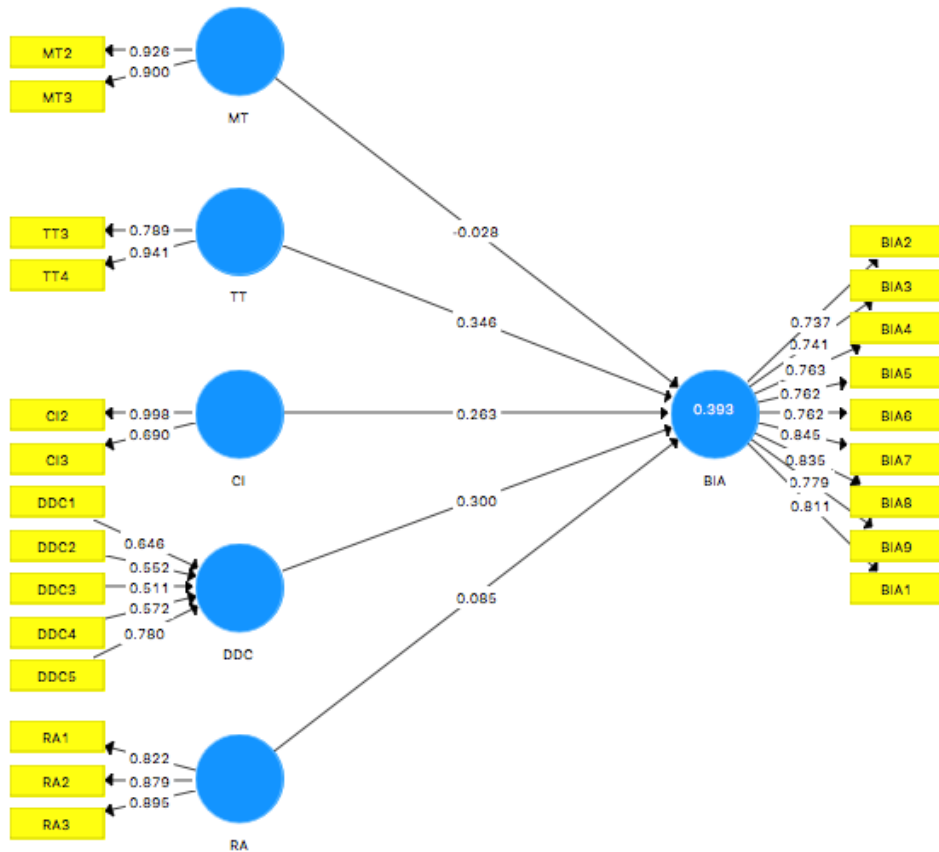 MT2
MT3
0.926
0.900
MT
TT3
TT4
0.789
0.941
TT
CI2
CI3
0.998
0.690
CI
DDC1
DDC2
DDC3
DDC4
DDC5
0.646
0.552
0.511
0.572
0.780
DDC
RA1
RA2
RA3
0.822
0.879
0.895
RA
-0.028
0.346
0.263
0.300
0.085
0.393
BIA
0.737
0.741
0.763
0.762
0.762
0.845
0.835
0.779
0.811
BIA2
BIA3
BIA4
BIA5
BIA6
BIA7
BIA8
BIA9
BIA1